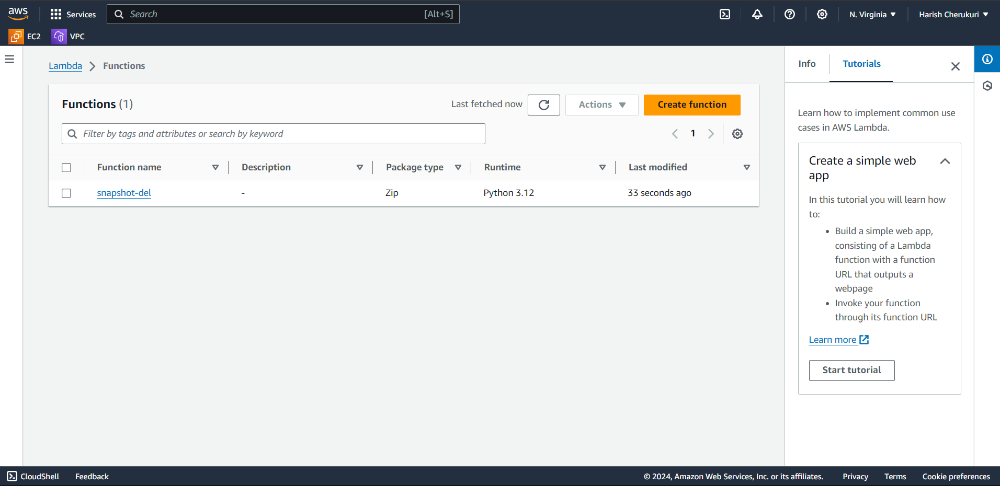 aws
Services
Search [Alt+S]
N. Virginia
Harish Cherukuri
EC2
VPC
Lambda
Functions
Functions (1)
Last fetched now
Actions
Create function
Filter by tags and attributes or search by keyword
1
Function name Description Package type Runtime Last modified
snapshot-del - Zip Python 3.12 33 seconds ago
Info
Tutorials
Learn how to implement common use
cases in AWS Lambda.
Create a simple web
app
In this tutorial you will learn how
to:
• Build a simple web app,
consisting of a Lambda
function with a function
URL that outputs a
webpage
• Invoke your function
through its function URL
Learn more
Start tutorial
CloudShell
Feedback
© 2024, Amazon Web Services, Inc. or its affiliates.
Privacy
Terms
Cookie preferences